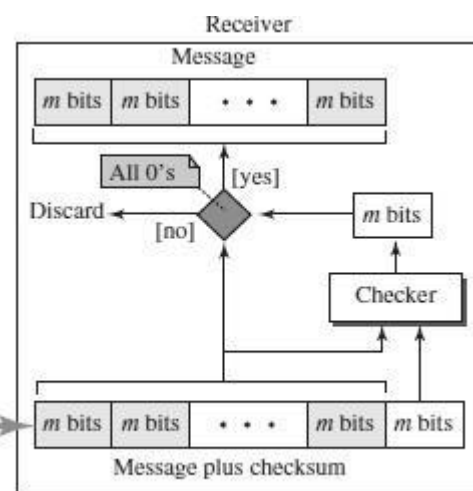 Receiver
Message
m bits m bits • • • m bits
All 0's
[yes]
Discard
[no]
m bits
Checker
m bits m bits • • • m bits m bits
Message plus checksum